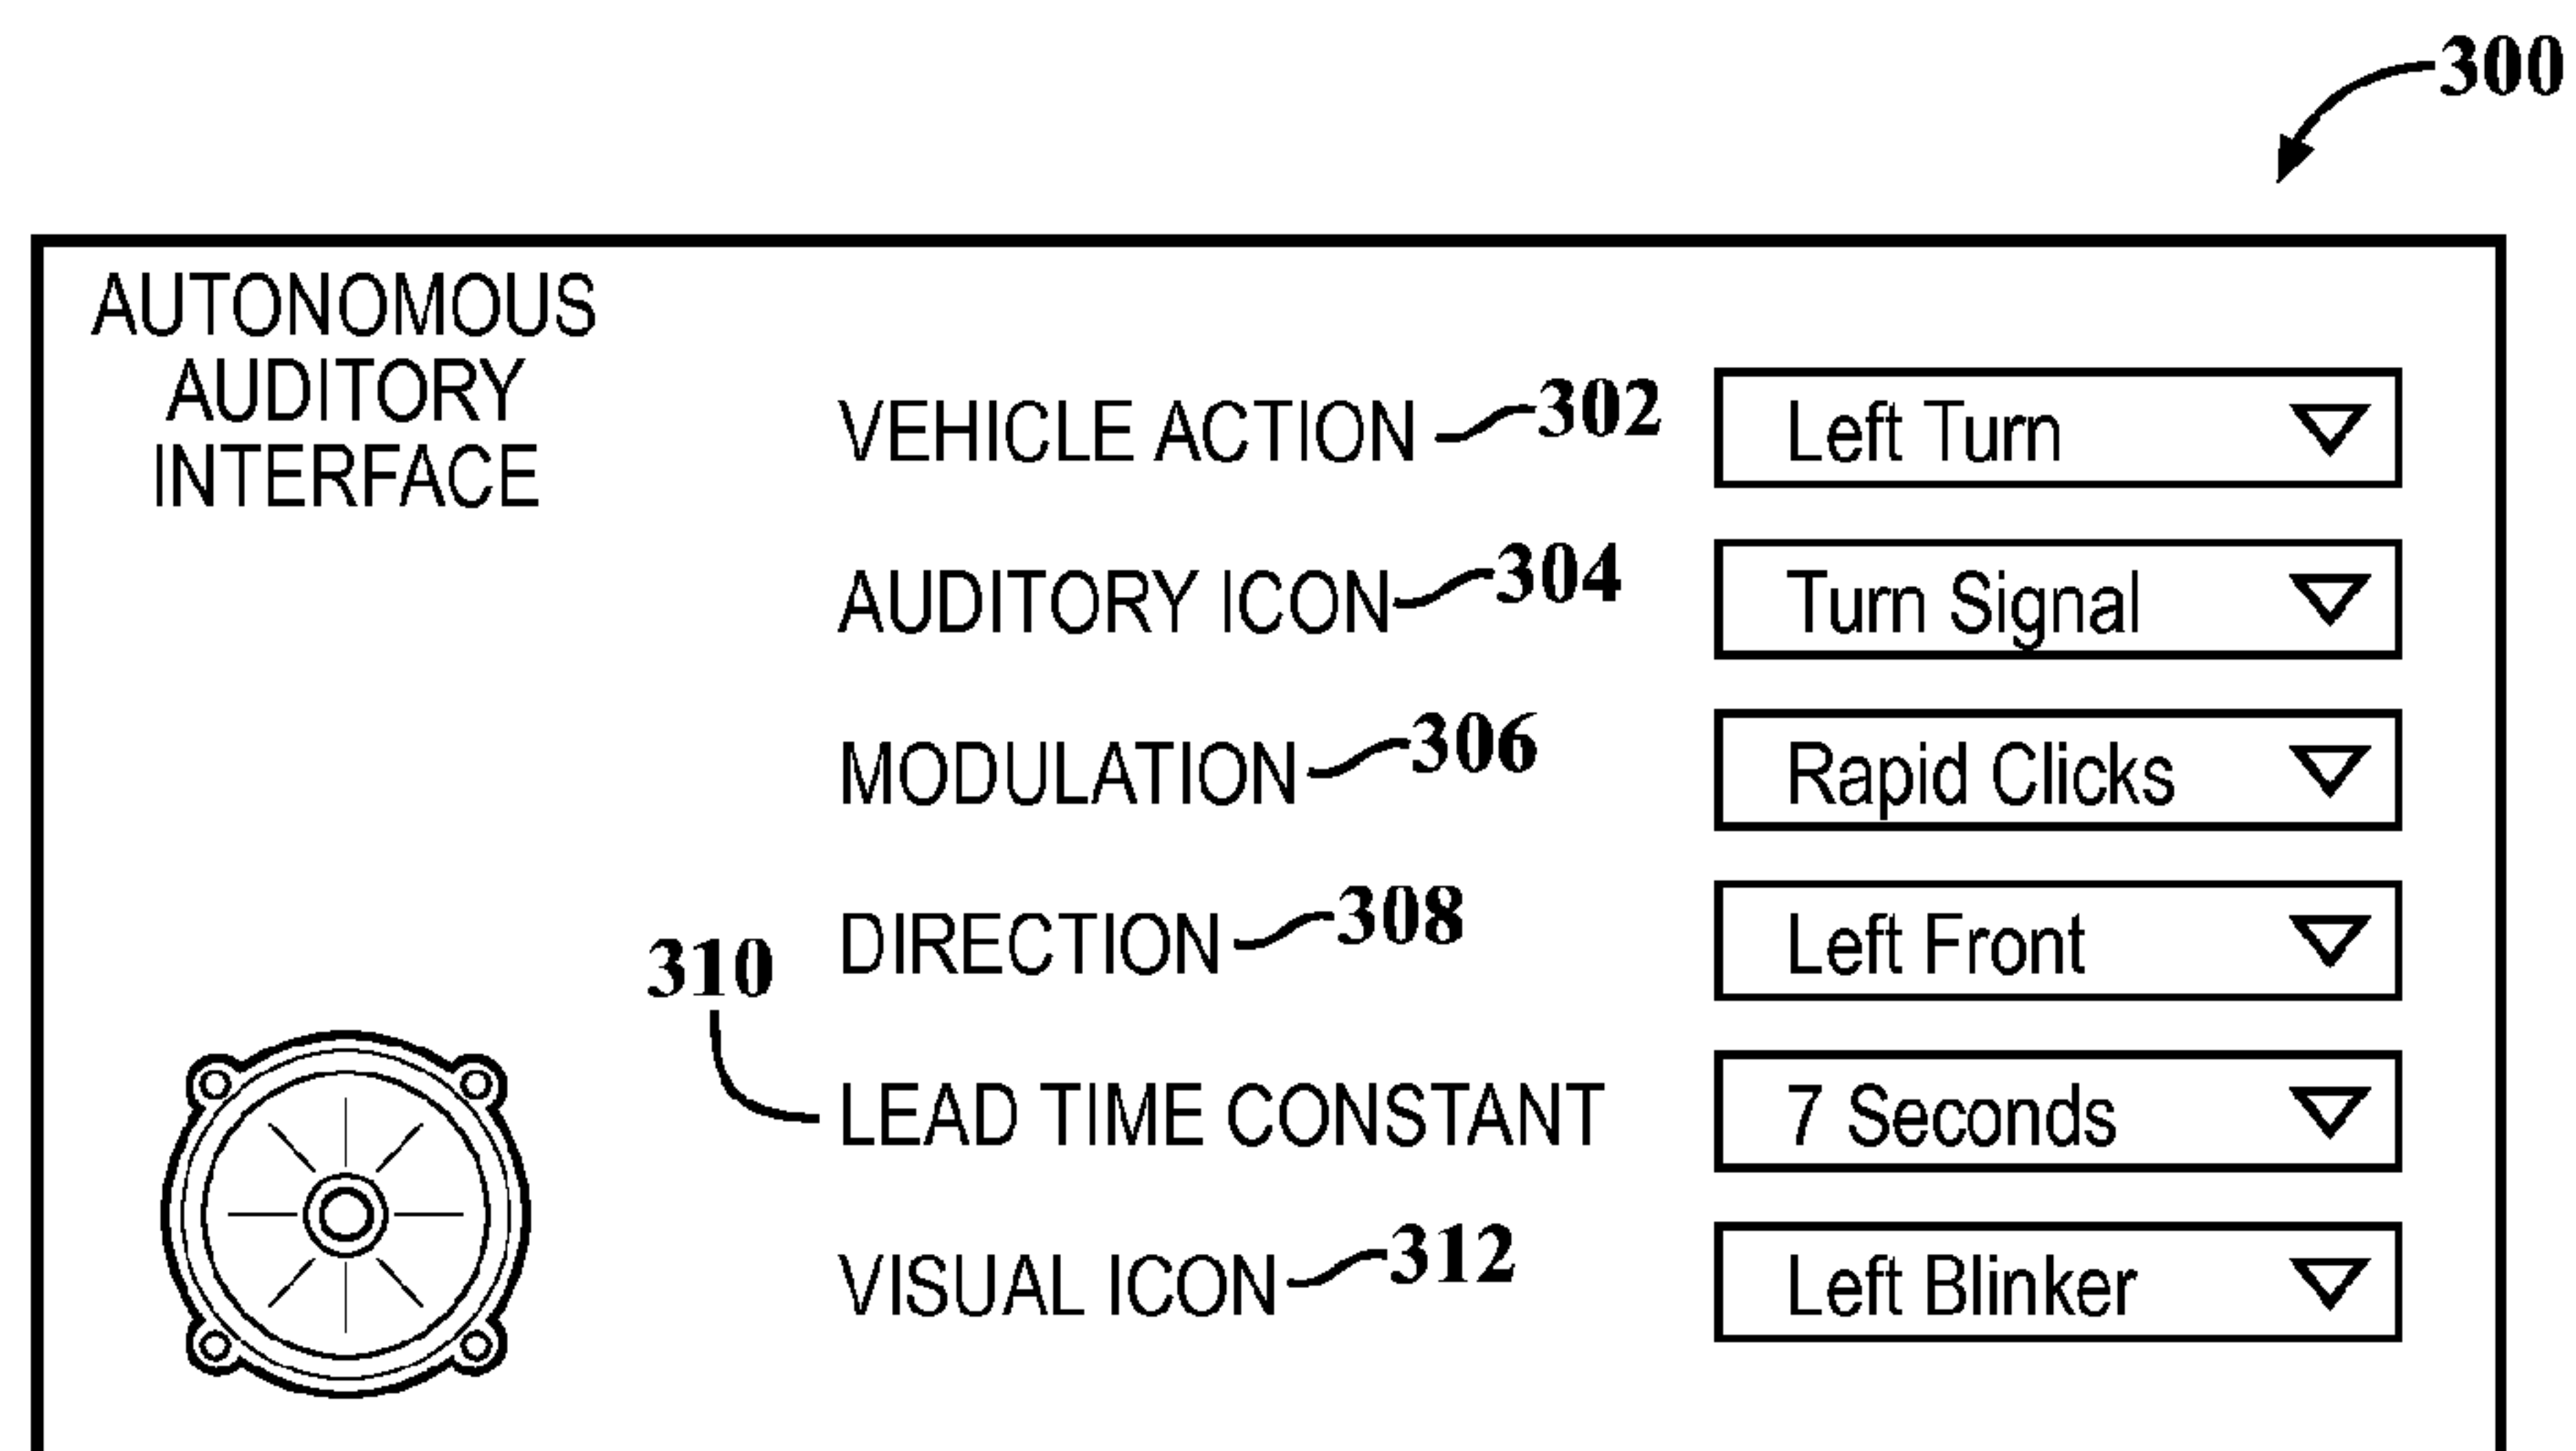 300
AUTONOMOUS
AUDITORY
INTERFACE
VEHICLE ACTION 302 Left Turn
AUDITORY ICON 304 Turn Signal
MODULATION 306 Rapid Clicks
DIRECTION 308 Left Front
310
LEAD TIME CONSTANT 7 Seconds
VISUAL ICON 312 Left Blinker